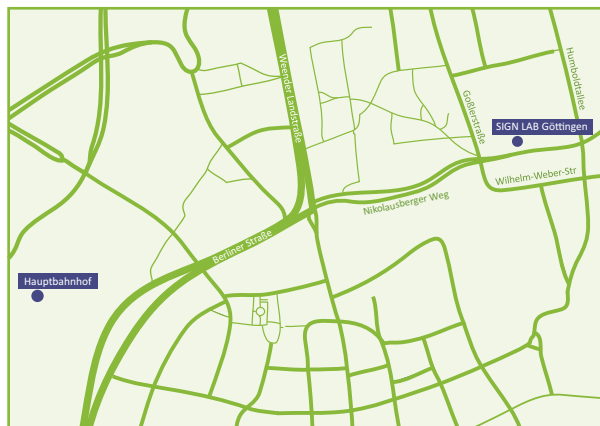 Weender Landstraße
Humboldtallee
Goßlerstraße
SIGN LAB Göttingen
Wilhelm-Weber-Str
Nikolausberger Weg
Berliner Straße
Hauptbahnhof